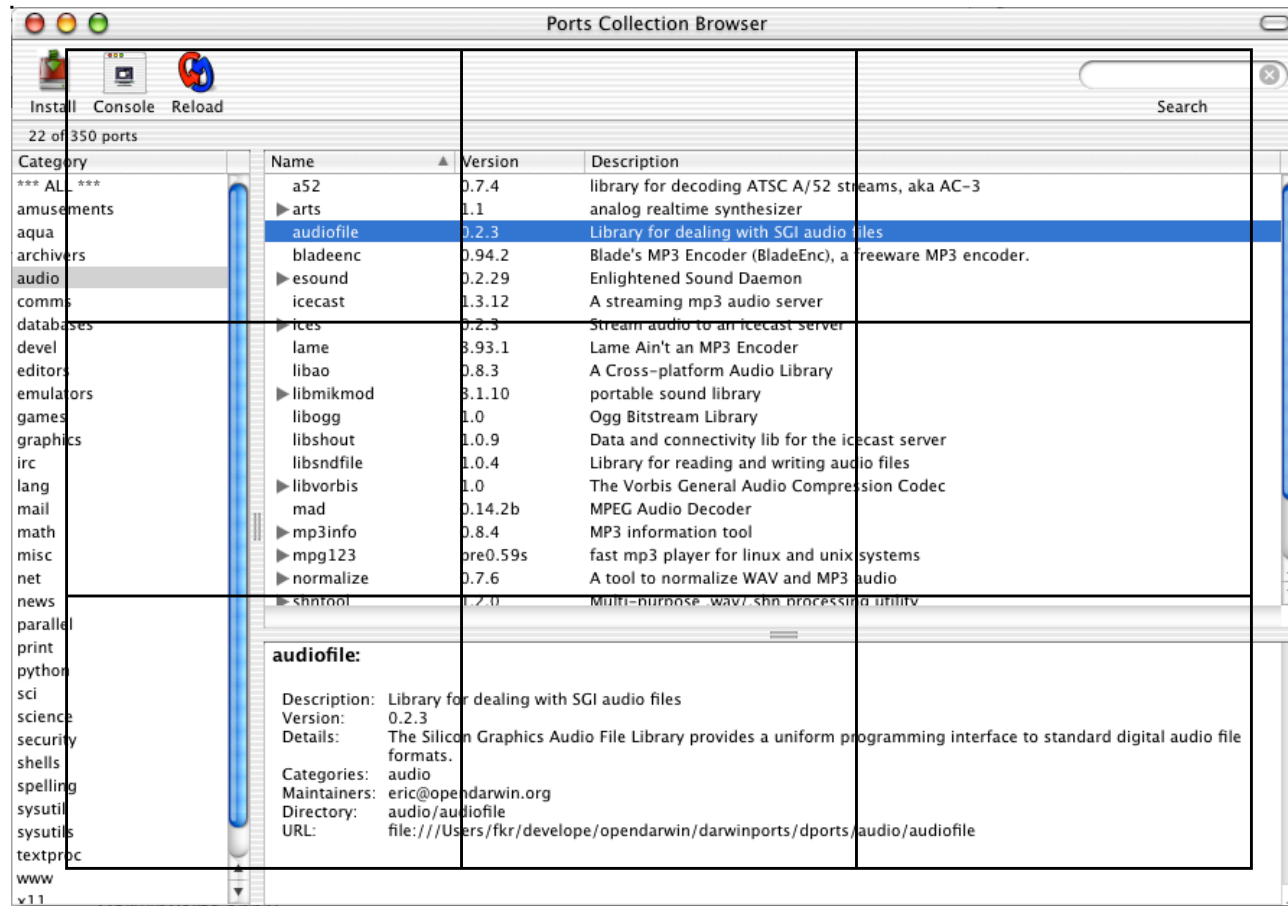 Ports Collection Browser
Install Console Reload
Search
22 of 350 ports
Category Name Version Description
*** ALL ***
amusements
aqua
archivers
audio
comms
databases
devel
editors
emulators
games
graphics
irc
lang
mail
math
misc
net
news
parallel
print
python
sci
science
security
shells
spelling
sysutil
sysutils
textproc
www
x11
a52 0.7.4 library for decoding ATSC A/52 streams, aka AC-3
arts 1.1 analog realtime synthesizer
audiofile 0.2.3 Library for dealing with SGI audio files
bladeenc 0.94.2 Blade's MP3 Encoder (BladeEnc), a freeware MP3 encoder.
esound 0.2.29 Enlightened Sound Daemon
icecast 1.3.12 A streaming mp3 audio server
ices 0.2.3 Stream audio to an icecast server
lame 3.93.1 Lame Ain't an MP3 Encoder
libao 0.8.3 A Cross-platform Audio Library
libmikmod 3.1.10 portable sound library
libogg 1.0 Ogg Bitstream Library
libshout 1.0.9 Data and connectivity lib for the icecast server
libsndfile 1.0.4 Library for reading and writing audio files
libvorbis 1.0 The Vorbis General Audio Compression Codec
mad 0.14.2b MPEG Audio Decoder
mp3info 0.8.4 MP3 information tool
mpg123 pre0.59s fast mp3 player for linux and unix systems
normalize 0.7.6 A tool to normalize WAV and MP3 audio
shntool 1.2.0 Multi-purpose .wav/.shn processing utility
audiofile:
Description: Library for dealing with SGI audio files
Version: 0.2.3
Details: The Silicon Graphics Audio File Library provides a uniform programming interface to standard digital audio file
formats.
Categories: audio
Maintainers: eric@opendarwin.org
Directory: audio/audiofile
URL: file:///Users/fkr/develope/opendarwin/darwinports/dports/audio/audiofile